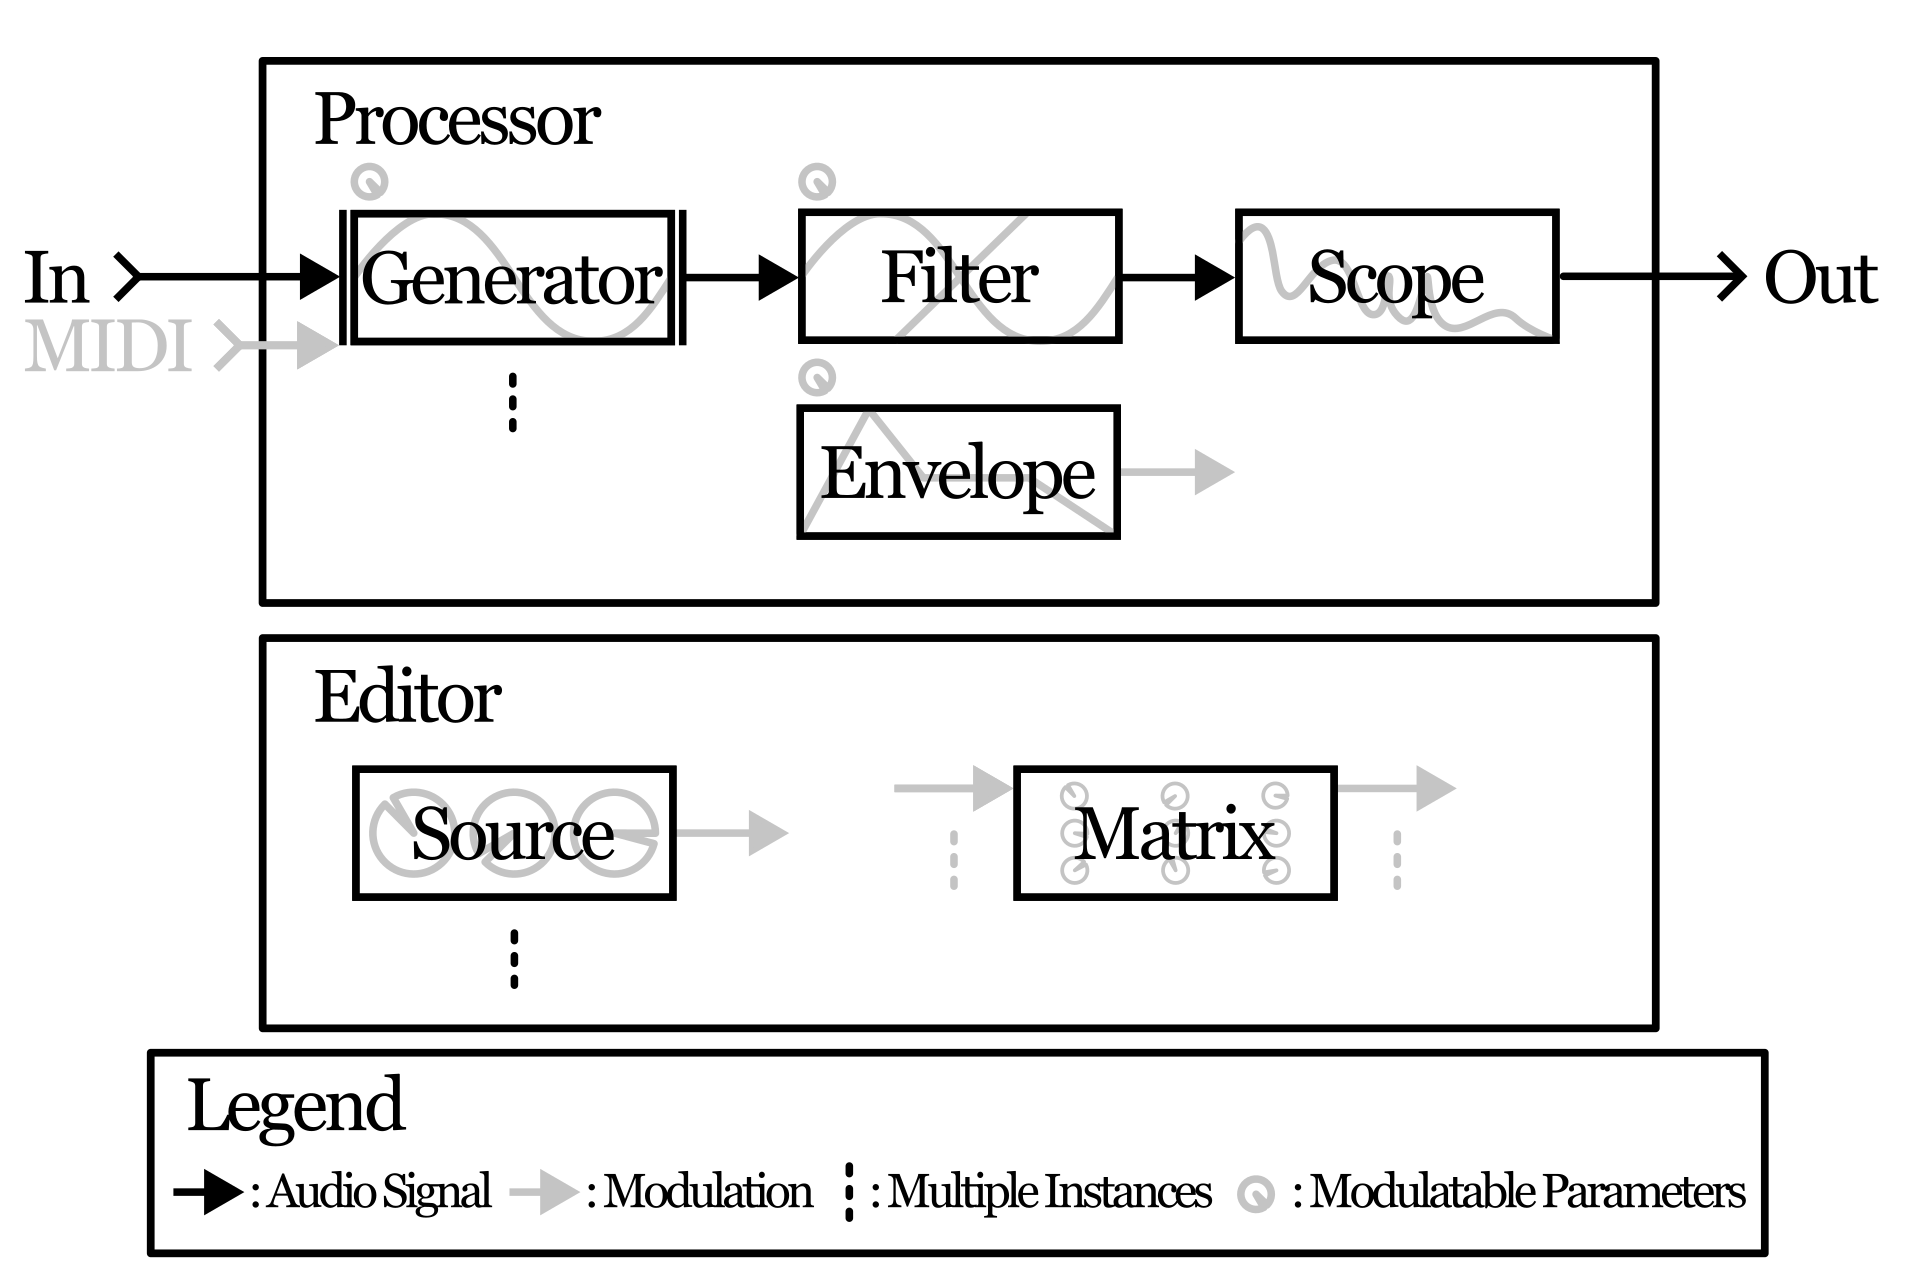 Processor
In
MIDI
Generator
Filter
Scope
Out
Envelope
Editor
Source
Matrix
Legend
: Audio Signal
: Modulation
: Multiple Instances
: Modulatable Parameters